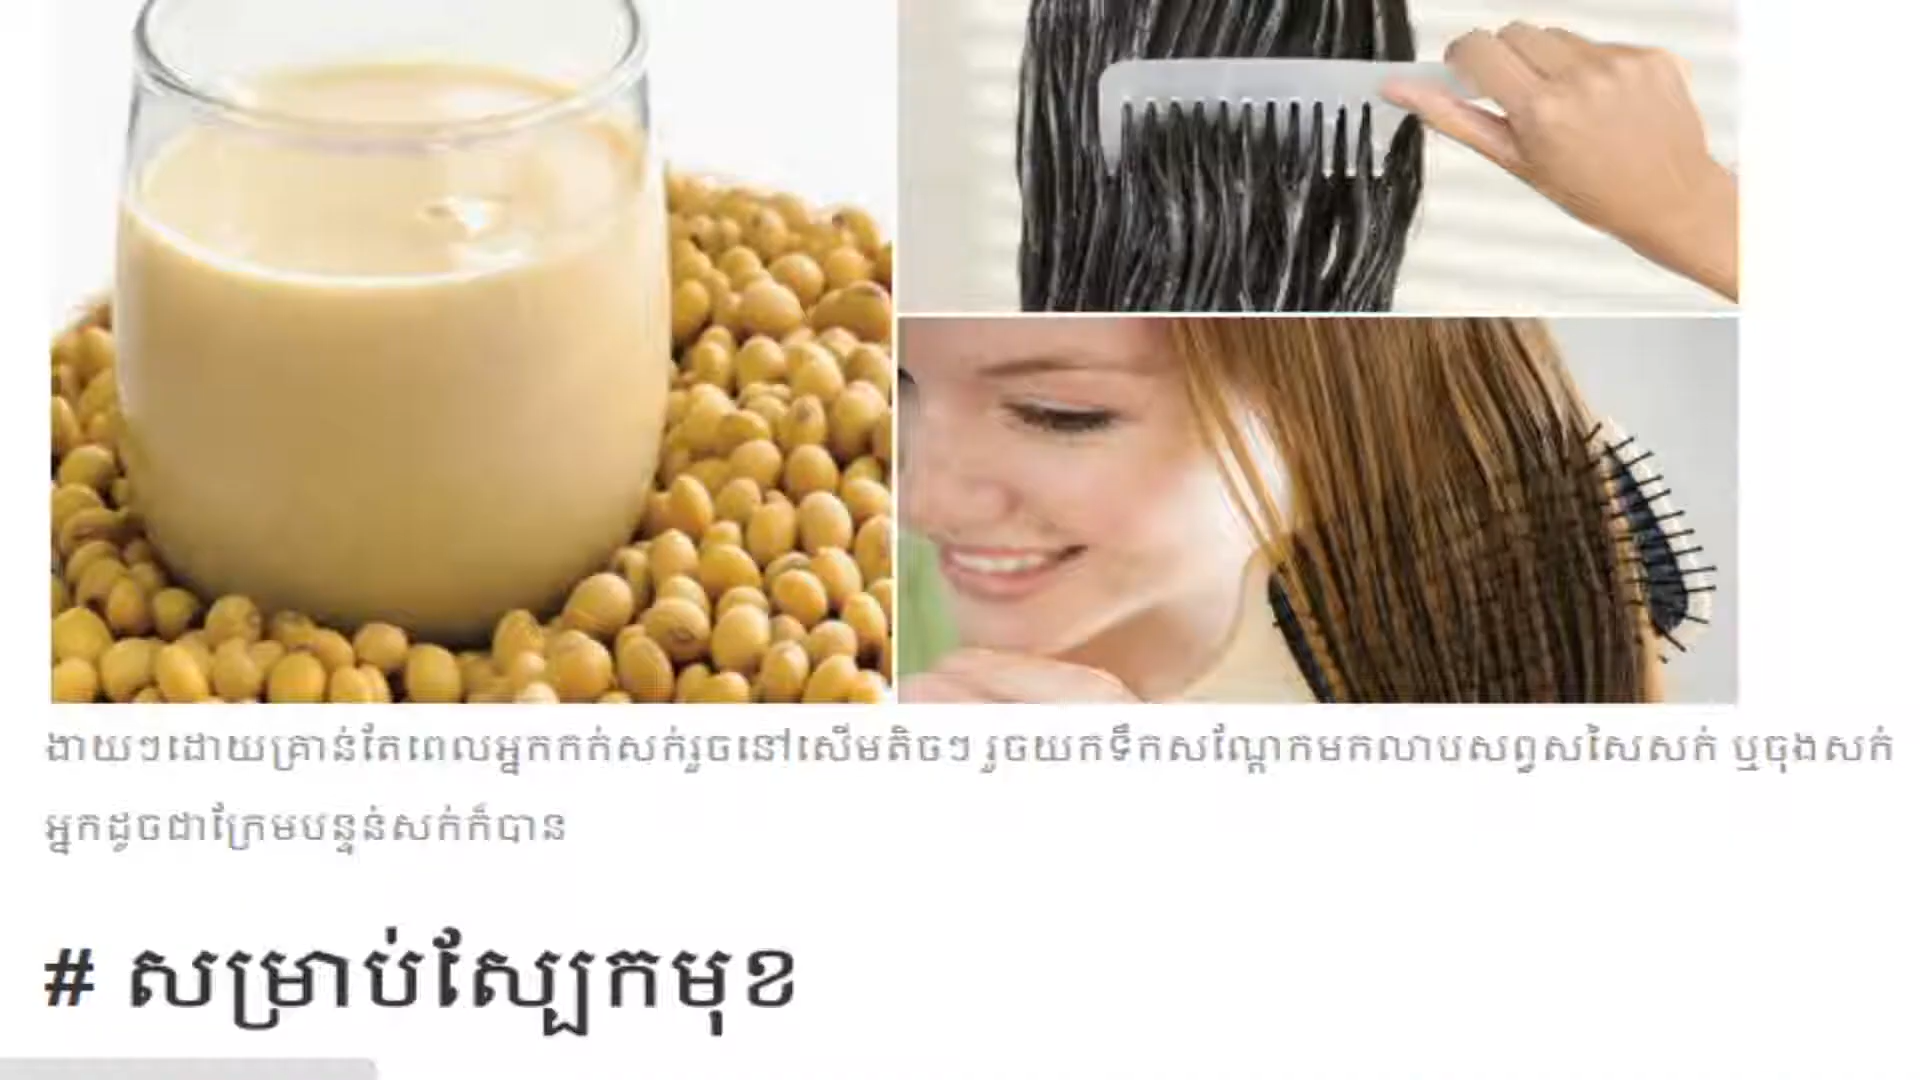 ងាយៗដោយគ្រាន់តែពេលអ្នកកក់សក់រួចនៅសើមតិចៗ រួចយកទឹកសណ្ដែកមកលាបសព្វសសៃសក់ ឬចុងសក់
អ្នកដូចជាក្រែមបន្ទន់សក់ក៏បាន
# សម្រាប់ស្បែកមុខ